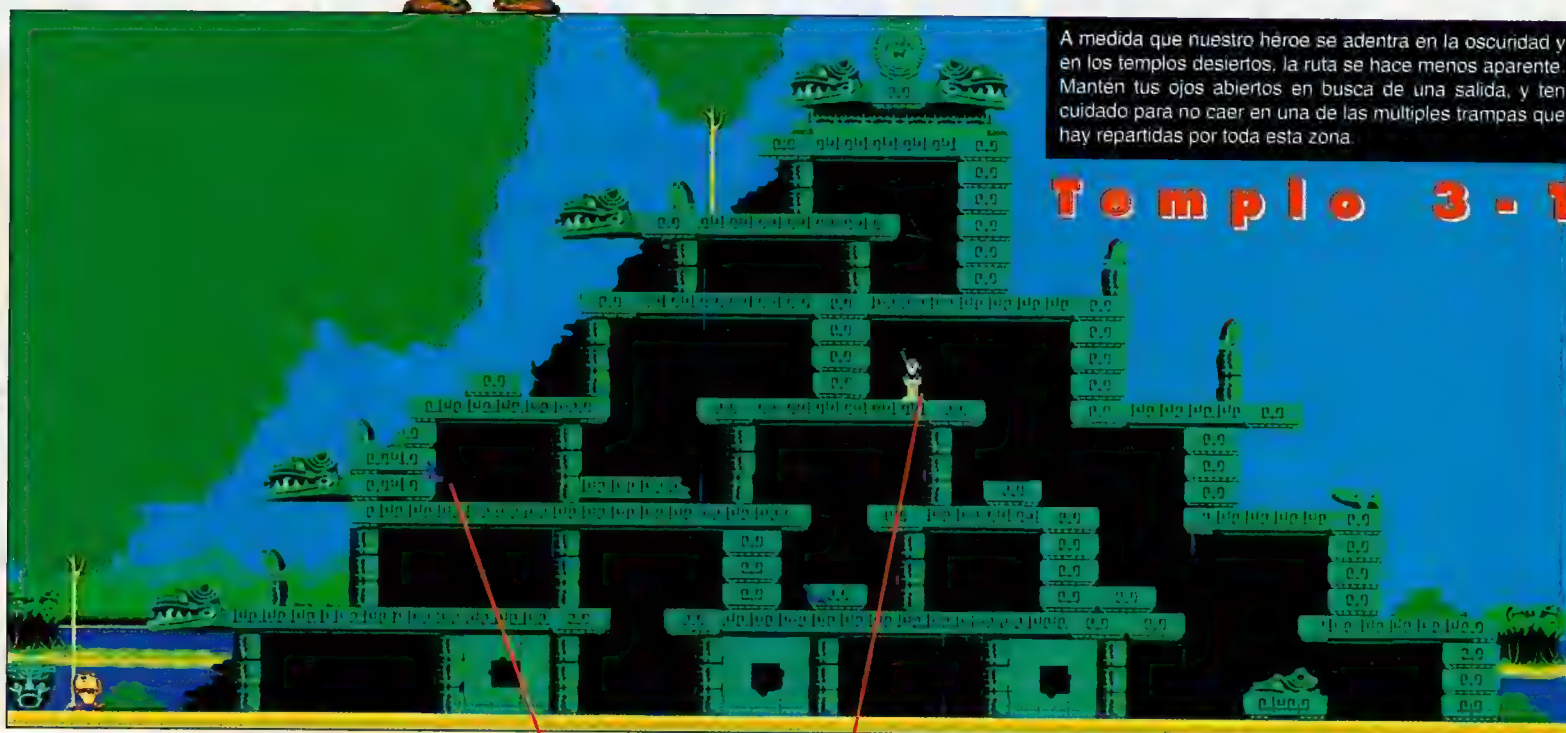 A medida que nuestro héroe se adentra en la oscuridad y
en los templos desiertos, la ruta se hace menos aparente.
Mantén tus ojos abiertos en busca de una salida, y ten
cuidado para no caer en una de las múltiples trampas que
hay repartidas por toda esta zona.
Templo 3-1